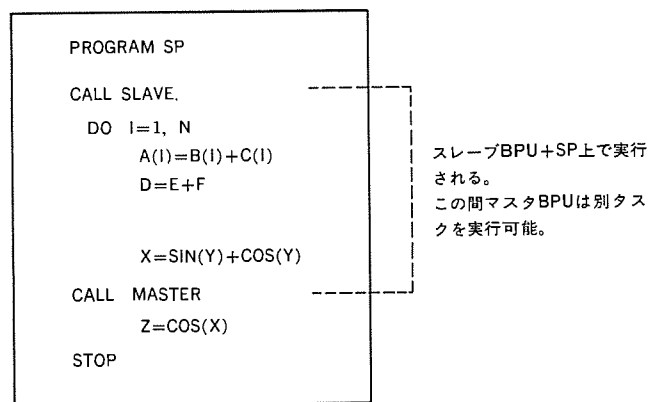 PROGRAM SP
CALL SLAVE.
DO I=1, N
A(I)=B(I)+C(I)
D=E+F
X=SIN(Y)+COS(Y)
CALL MASTER
Z=COS(X)
STOP
スレーブBPU+SP上で実行
される。
この間マスタBPUは別タス
クを実行可能。